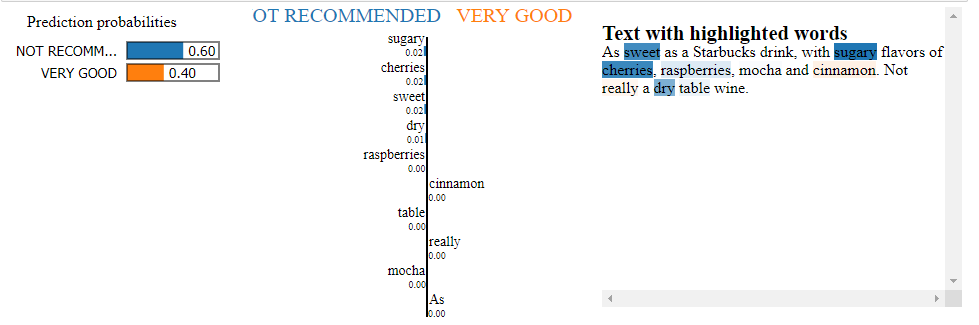 Prediction probabilities
NOT RECOMM... 0.60
VERY GOOD 0.40
OT RECOMMENDED VERY GOOD
sugary
0.02
cherries
0.02
sweet
0.02
dry
0.01
raspberries
0.00
cinnamon
0.00
table
0.00
really
0.00
mocha
0.00
As
0.00
Text with highlighted words
As sweet as a Starbucks drink, with sugary flavors of
cherries, raspberries, mocha and cinnamon. Not
really a dry table wine.